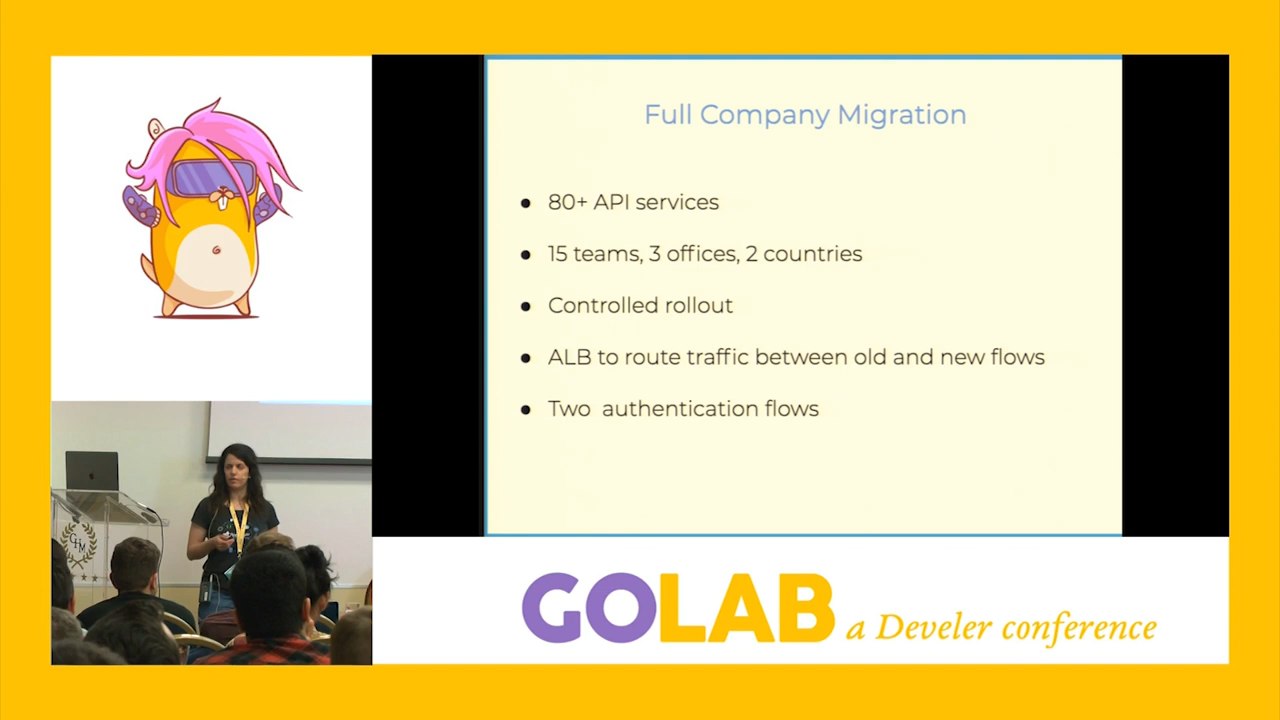 Full Company Migration
● 80+ API services
● 15 teams, 3 offices, 2 countries
● Controlled rollout
● ALB to route traffic between old and new flows
● Two authentication flows
CHM
GOLAB a Develer conference